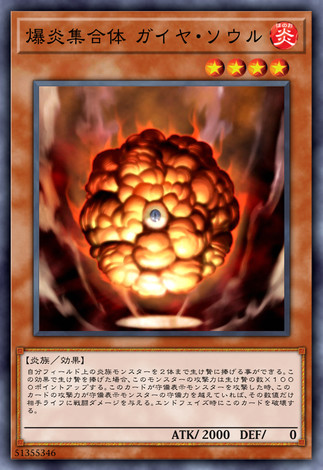 爆炎集合体 ガイヤ・ソウル
炎
【炎族／効果】
自分フィールド上の炎族モンスターを２体まで生け贄に捧げる事ができる。こ
の効果で生け贄を捧げた場合、このモンスターの攻撃力は生け贄の数×１００
０ポイントアップする。このカードが守備表示モンスターを攻撃した時、このカ
ードの攻撃力が守備表示モンスターの守備力を越えていれば、その数値だけ
相手ライフに戦闘ダメージを与える。エンドフェイズ時にこのカードを破壊す
る。
ATK/ 2000 DEF/ 0
51355346